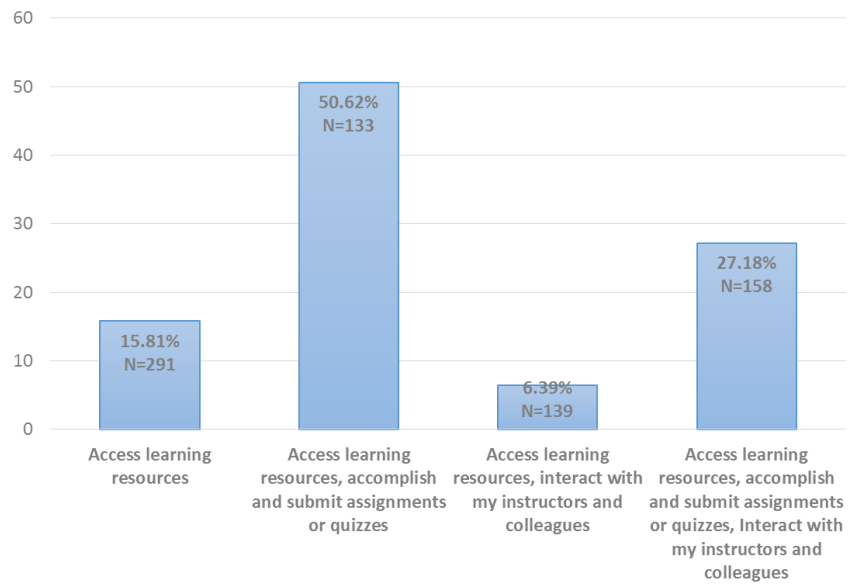 60
50
40
30
20
10
0
15.81%
N=291
50.62%
N=133
6.39%
N=139
27.18%
N=158
Access learning
resources
Access learning
resources, accomplish
and submit assignments
or quizzes
Access learning
resources, interact with
my instructors and
colleagues
Access learning
resources, accomplish
and submit assignments
or quizzes, Interact with
my instructors and
colleagues